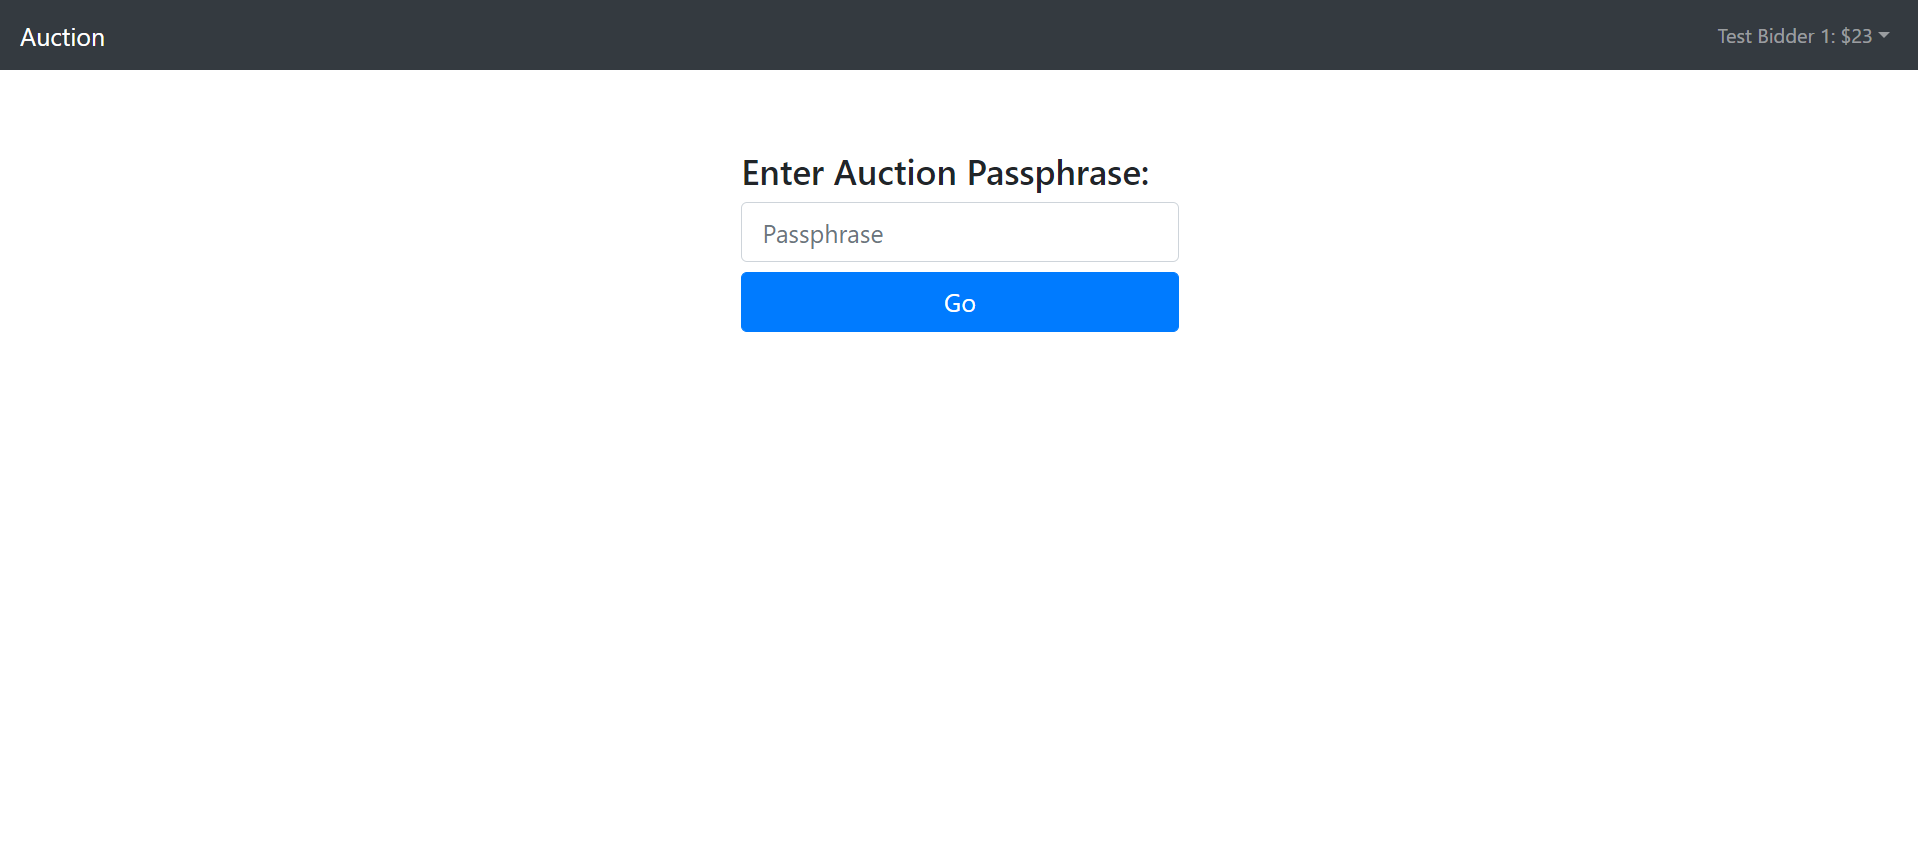 Auction
Test Bidder 1: $23
Enter Auction Passphrase:
Passphrase
Go